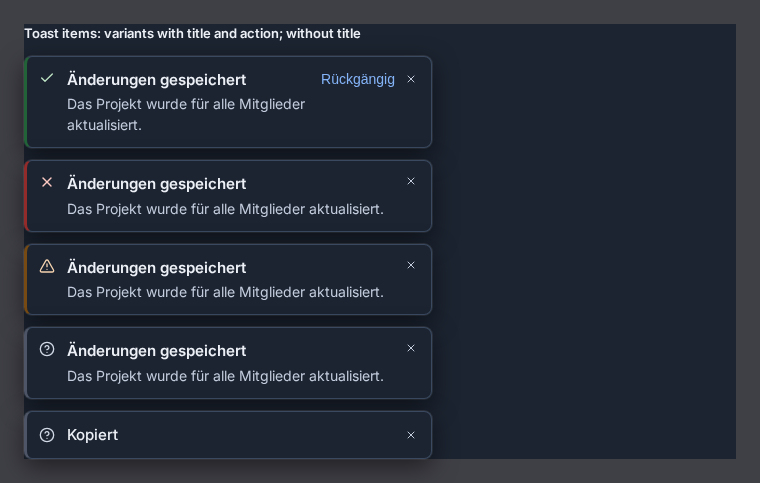 Toast items: variants with title and action; without title
Änderungen gespeichert
Rückgängig
Das Projekt wurde für alle Mitglieder
aktualisiert.
Änderungen gespeichert
Das Projekt wurde für alle Mitglieder aktualisiert.
Änderungen gespeichert
Das Projekt wurde für alle Mitglieder aktualisiert.
Änderungen gespeichert
Das Projekt wurde für alle Mitglieder aktualisiert.
Kopiert